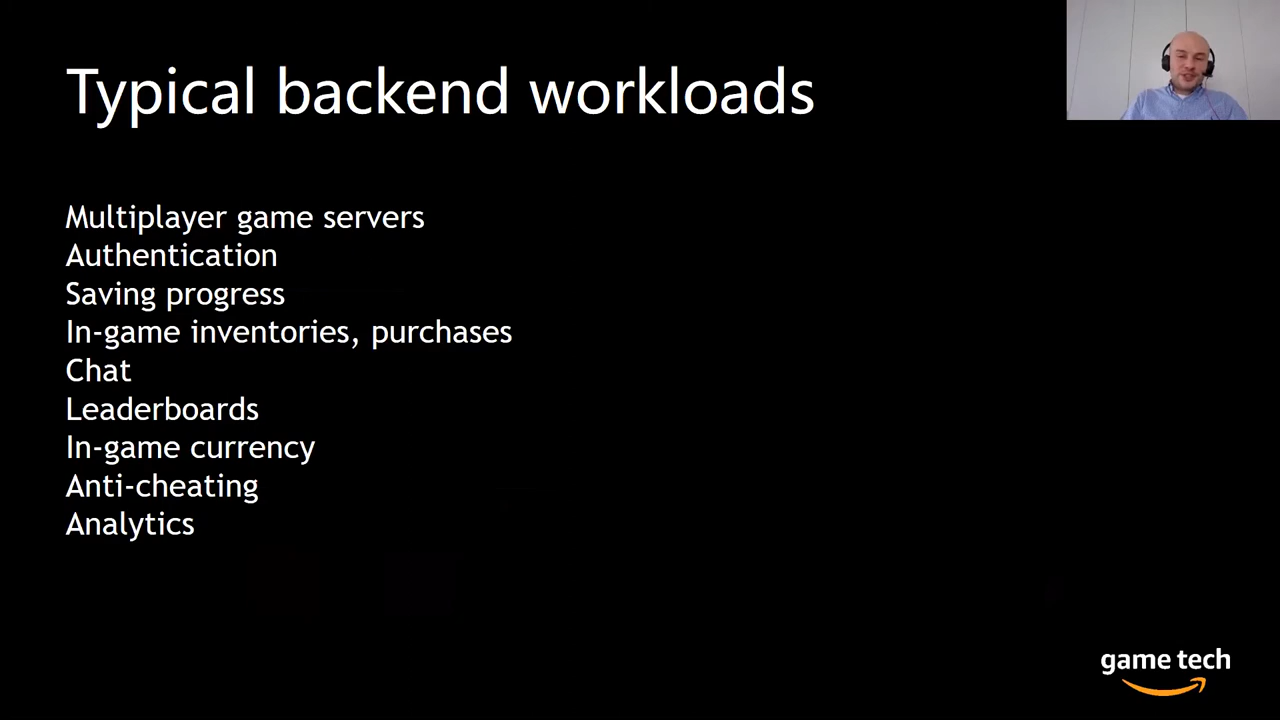 Typical backend workloads
Multiplayer game servers
Authentication
Saving progress
In-game inventories, purchases
Chat
Leaderboards
In-game currency
Anti-cheating
Analytics
game tech